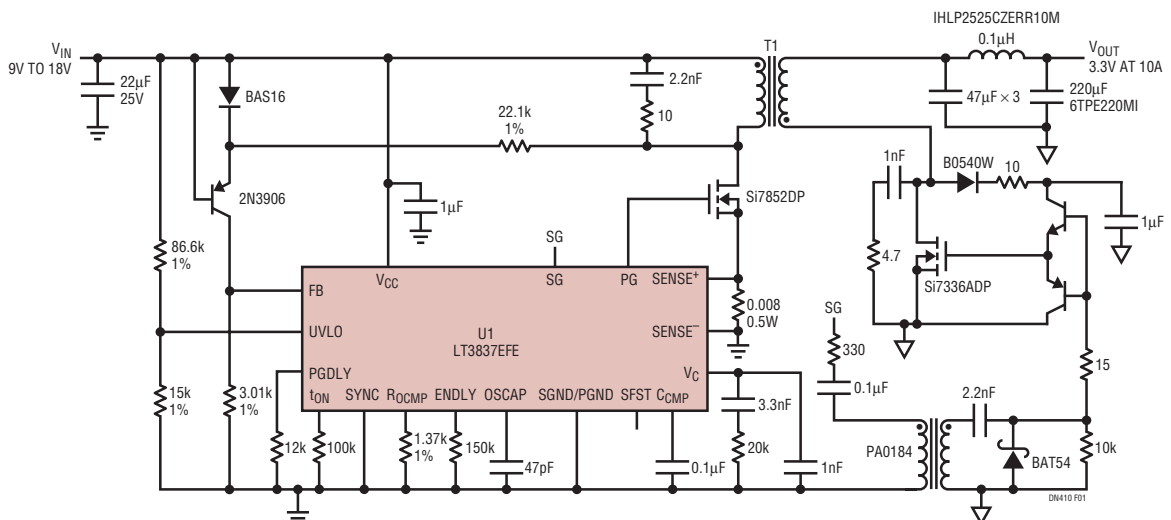 IHLP2525CZERR10M
0.1µH
T1
V_IN
9V TO 18V
V_OUT
3.3V AT 10A
22µF
25V
BAS16
2.2nF
10
47µF × 3
220µF
6TPE220MI
22.1k
1%
2N3906
1µF
Si7852DP
1nF
B0540W
10
1µF
86.6k
1%
SG
4.7
Si7336ADP
V_CC
SG
PG
SENSE⁺
FB
0.008
0.5W
UVLO
U1
LT3837EFE
SENSE⁻
SG
330
PGDLY
V_C
15
15k
1%
3.01k
1%
t_ON
SYNC
R_OCMP
ENDLY
OSCAP
SGND/PGND
SFST
C_CMP
3.3nF
0.1µF
2.2nF
12k
100k
1.37k
1%
150k
47pF
0.1µF
20k
1nF
PA0184
BAT54
10k
DN410 F01